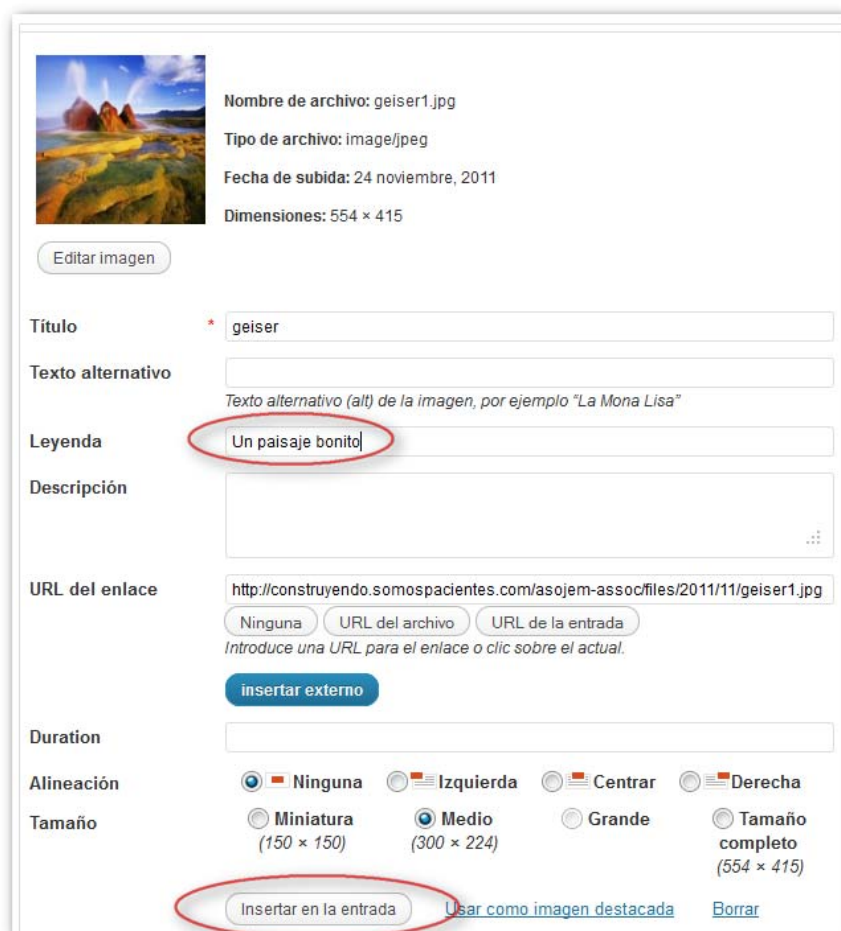 Nombre de archivo: geiser1.jpg
Tipo de archivo: image/jpeg
Fecha de subida: 24 noviembre, 2011
Dimensiones: 554 × 415
Editar imagen
Título * geiser
Texto alternativo
Texto alternativo (alt) de la imagen, por ejemplo “La Mona Lisa”
Leyenda Un paisaje bonito
Descripción
URL del enlace http://construyendo.somospacientes.com/asojem-assoc/files/2011/11/geiser1.jpg
Ninguna URL del archivo URL de la entrada
Introduce una URL para el enlace o clic sobre el actual.
insertar externo
Duration
Alineación Ninguna Izquierda Centrar Derecha
Tamaño Miniatura Medio Grande Tamaño
(150 × 150) (300 × 224) completo
(554 × 415)
Insertar en la entrada Usar como imagen destacada Borrar